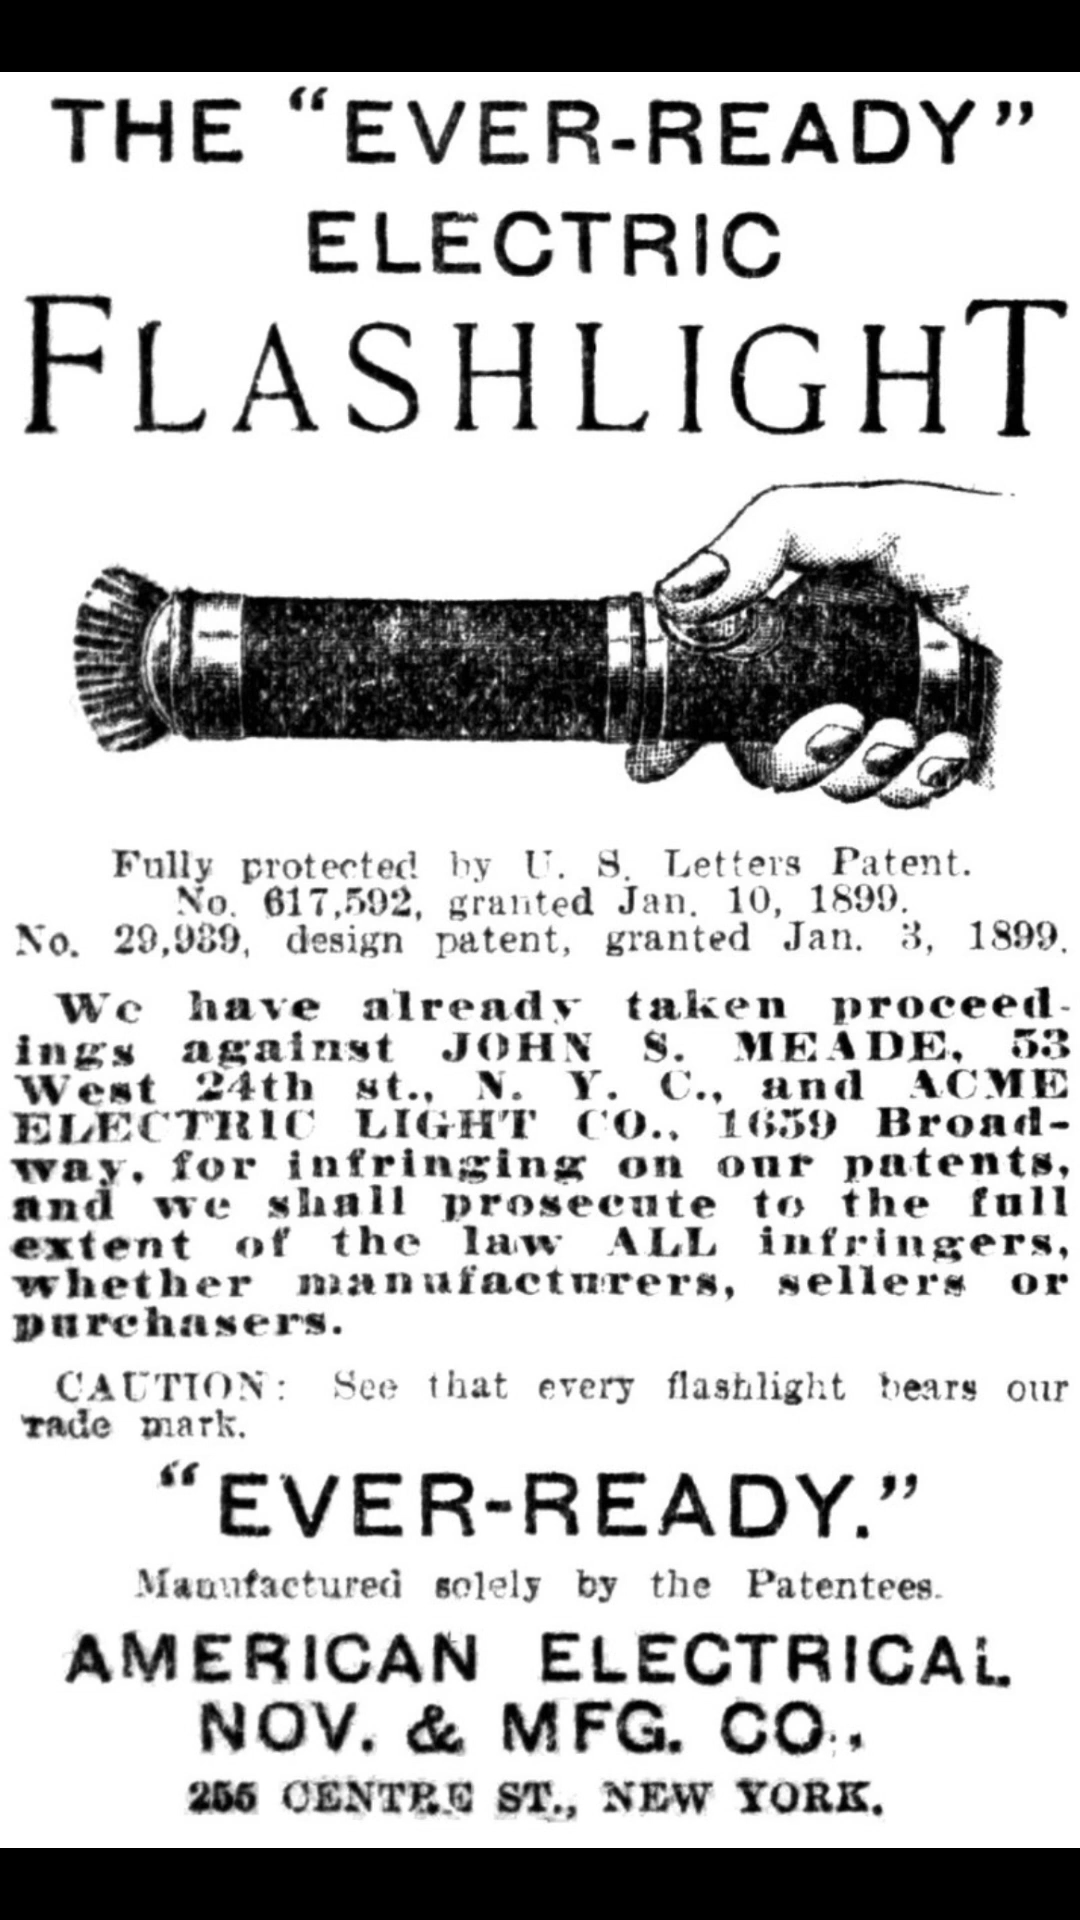 THE “EVER-READY”
ELECTRIC
FLASHLIGHT
Fully protected by U. S. Letters Patent.
No. 617,592, granted Jan. 10, 1899.
No. 29,939, design patent, granted Jan. 3, 1899.
We have already taken proceed-
ings against JOHN S. MEADE, 53
West 24th st., N. Y. C., and ACME
ELECTRIC LIGHT CO., 1659 Broad-
way, for infringing on our patents,
and we shall prosecute to the full
extent of the law ALL infringers,
whether manufacturers, sellers or
purchasers.
CAUTION: See that every flashlight bears our
trade mark.
“EVER-READY.”
Manufactured solely by the Patentees.
AMERICAN ELECTRICAL
NOV. & MFG. CO.,
255 CENTRE ST., NEW YORK.